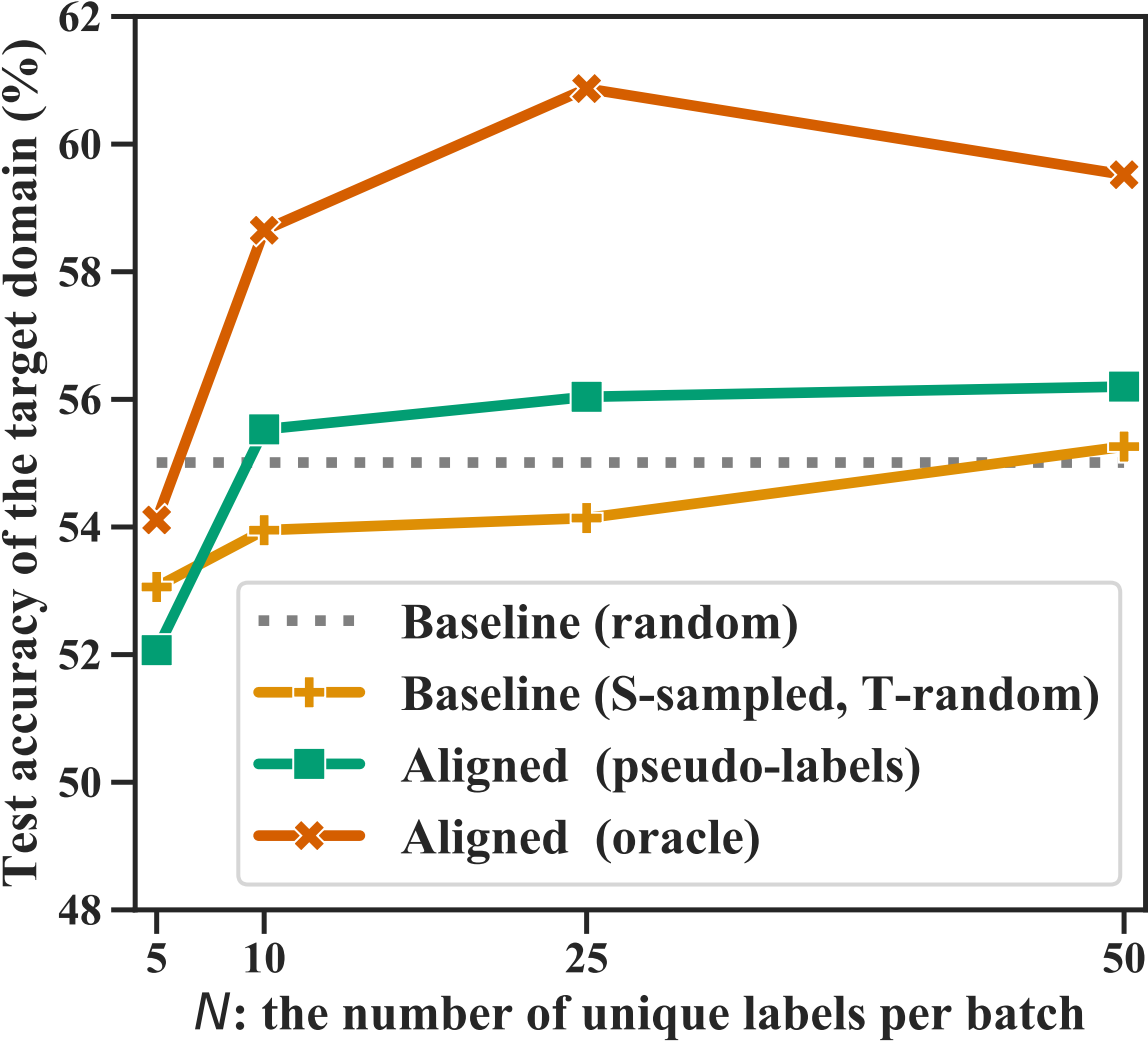 Test accuracy of the target domain (%)
62
60
58
56
54
52
50
48
Baseline (random)
Baseline (S-sampled, T-random)
Aligned (pseudo-labels)
Aligned (oracle)
5 10 25 50
N: the number of unique labels per batch